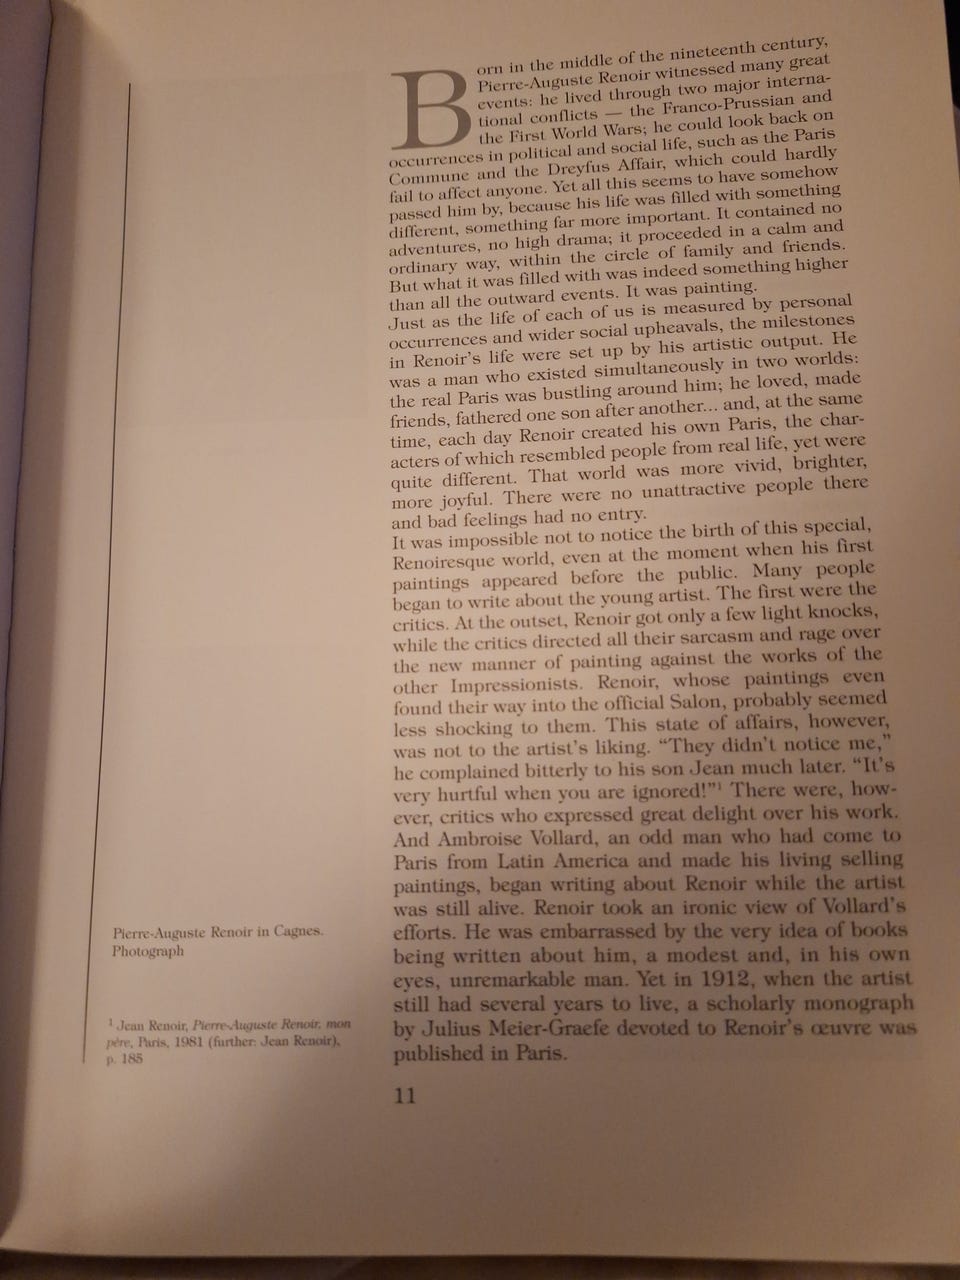 Born in the middle of the nineteenth century,
Pierre-Auguste Renoir witnessed many great
events: he lived through two major interna-
tional conflicts — the Franco-Prussian and
the First World Wars; he could look back on
occurrences in political and social life, such as the Paris
Commune and the Dreyfus Affair, which could hardly
fail to affect anyone. Yet all this seems to have somehow
passed him by, because his life was filled with something
different, something far more important. It contained no
adventures, no high drama; it proceeded in a calm and
ordinary way, within the circle of family and friends.
But what it was filled with was indeed something higher
than all the outward events. It was painting.
Just as the life of each of us is measured by personal
occurrences and wider social upheavals, the milestones
in Renoir's life were set up by his artistic output. He
was a man who existed simultaneously in two worlds:
the real Paris was bustling around him; he loved, made
friends, fathered one son after another... and, at the same
time, each day Renoir created his own Paris, the char-
acters of which resembled people from real life, yet were
quite different. That world was more vivid, brighter,
more joyful. There were no unattractive people there
and bad feelings had no entry.
It was impossible not to notice the birth of this special,
Renoiresque world, even at the moment when his first
paintings appeared before the public. Many people
began to write about the young artist. The first were the
critics. At the outset, Renoir got only a few light knocks,
while the critics directed all their sarcasm and rage over
the new manner of painting against the works of the
other Impressionists. Renoir, whose paintings even
found their way into the official Salon, probably seemed
less shocking to them. This state of affairs, however,
was not to the artist's liking. “They didn't notice me,”
he complained bitterly to his son Jean much later. “It's
very hurtful when you are ignored!”¹ There were, how-
ever, critics who expressed great delight over his work.
And Ambroise Vollard, an odd man who had come to
Paris from Latin America and made his living selling
paintings, began writing about Renoir while the artist
was still alive. Renoir took an ironic view of Vollard's
efforts. He was embarrassed by the very idea of books
being written about him, a modest and, in his own
eyes, unremarkable man. Yet in 1912, when the artist
still had several years to live, a scholarly monograph
by Julius Meier-Graefe devoted to Renoir's œuvre was
published in Paris.
Pierre-Auguste Renoir in Cagnes.
Photograph
¹ Jean Renoir, Pierre-Auguste Renoir, mon
père, Paris, 1981 (further: Jean Renoir),
p. 185
11